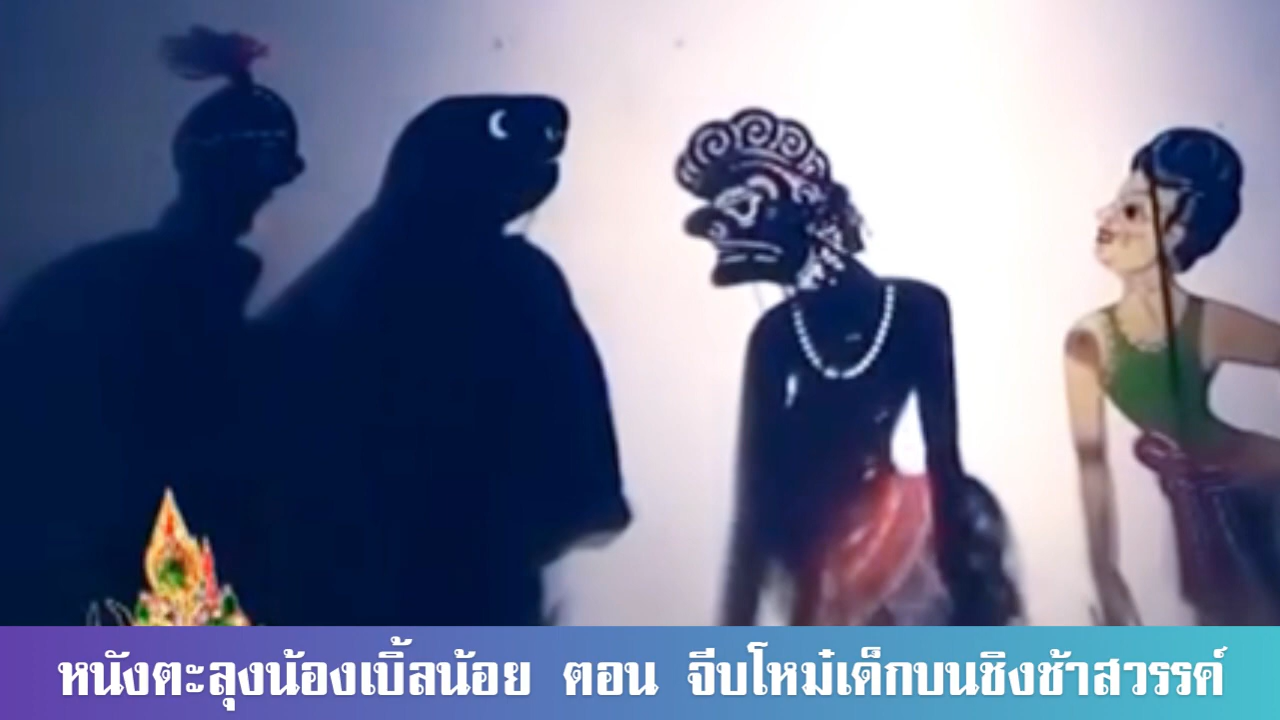 หนังตะลุงน้องเบิ้ลน้อย ตอน จีบโหม๋เด็กบนชิงช้าสวรรค์